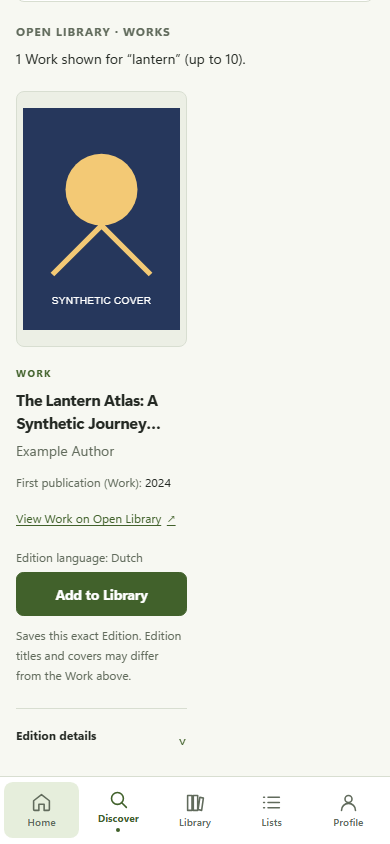 OPEN LIBRARY · WORKS
1 Work shown for “lantern” (up to 10).
SYNTHETIC COVER
WORK
The Lantern Atlas: A
Synthetic Journey…
Example Author
First publication (Work): 2024
View Work on Open Library ↗
Edition language: Dutch
Add to Library
Saves this exact Edition. Edition
titles and covers may differ
from the Work above.
Edition details
Home
Discover
Library
Lists
Profile